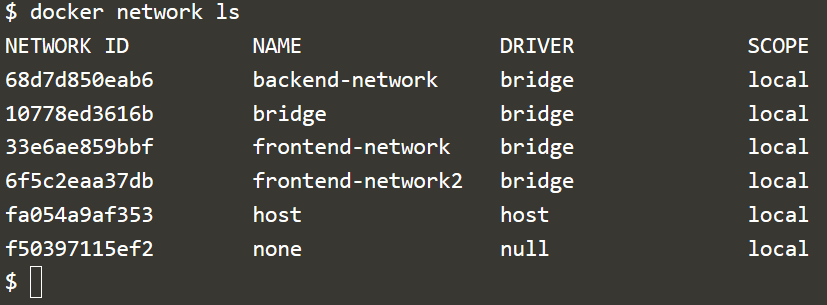 $ docker network ls
NETWORK ID NAME DRIVER SCOPE
68d7d850eab6 backend-network bridge local
10778ed3616b bridge bridge local
33e6ae859bbf frontend-network bridge local
6f5c2eaa37db frontend-network2 bridge local
fa054a9af353 host host local
f50397115ef2 none null local
$